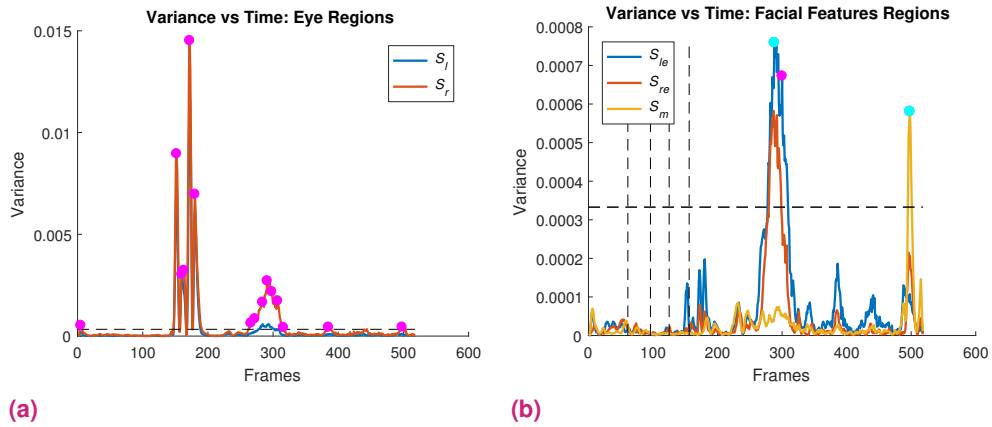 Variance vs Time: Eye Regions
0.015
0.01
0.005
0
Variance
S_l
S_r
0 100 200 300 400 500 600
Frames
(a)
Variance vs Time: Facial Features Regions
0.0008
0.0007
0.0006
0.0005
0.0004
0.0003
0.0002
0.0001
0
Variance
S_le
S_re
S_m
0 100 200 300 400 500 600
Frames
(b)